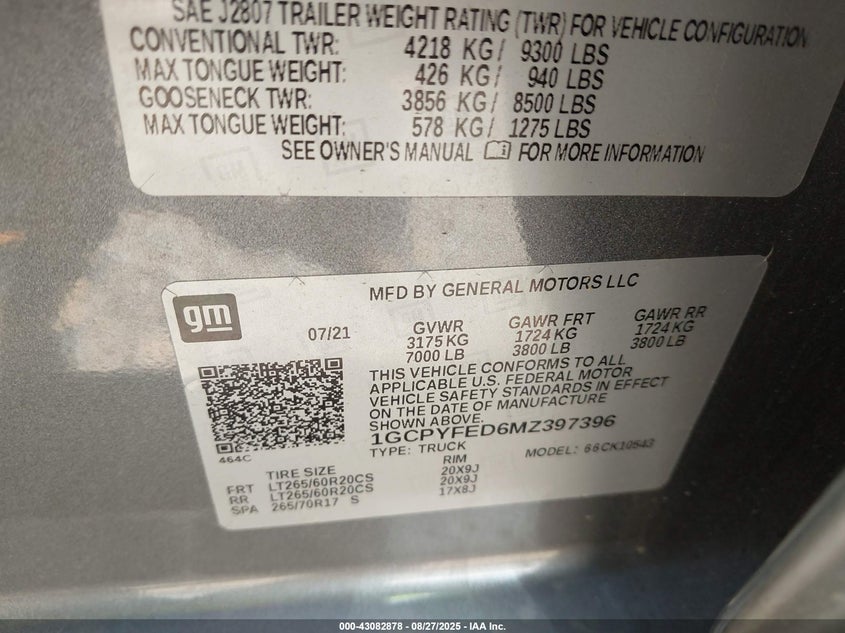 SAE J2807 TRAILER WEIGHT RATING (TWR) FOR VEHICLE CONFIGURATION
CONVENTIONAL TWR: 4218 KG/ 9300 LBS
MAX TONGUE WEIGHT: 426 KG/ 940 LBS
GOOSENECK TWR: 3856 KG/ 8500 LBS
MAX TONGUE WEIGHT: 578 KG/ 1275 LBS
SEE OWNER'S MANUAL FOR MORE INFORMATION
gm
MFD BY GENERAL MOTORS LLC
07/21 GVWR GAWR FRT GAWR RR
3175 KG 1724 KG 1724 KG
7000 LB 3800 LB 3800 LB
THIS VEHICLE CONFORMS TO ALL
APPLICABLE U.S. FEDERAL MOTOR
VEHICLE SAFETY STANDARDS IN EFFECT
ON THE DATE OF MANUFACTURE
SHOWN ABOVE
1GCPYFED6MZ397396
TYPE: TRUCK MODEL: 66CK10543
464C
TIRE SIZE RIM
FRT LT265/60R20CS 20X9J
RR LT265/60R20CS 20X9J
SPA 265/70R17 S 17X8J
000-43082878 - 08/27/2025 - IAA Inc.